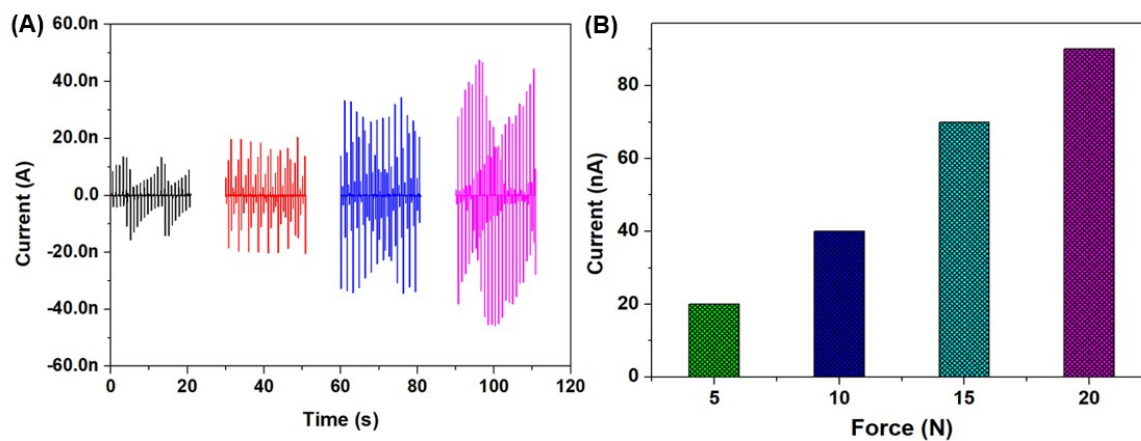 (A)
Current (A)
60.0n
40.0n
20.0n
0.0
-20.0n
-40.0n
-60.0n
0 20 40 60 80 100 120
Time (s)
(B)
Current (nA)
80
60
40
20
0
5 10 15 20
Force (N)